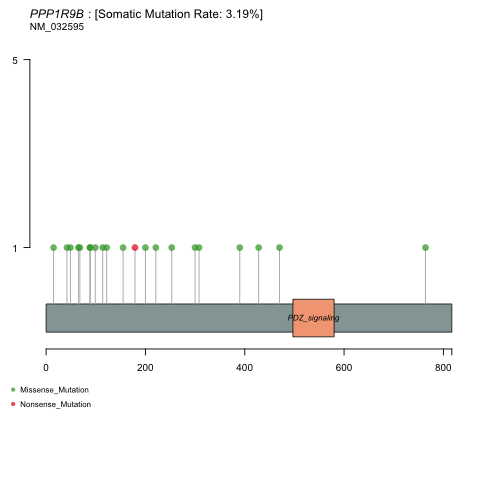 PPP1R9B : [Somatic Mutation Rate: 3.19%]
NM_032595
5
1
PDZ_signaling
0 200 400 600 800
Missense_Mutation
Nonsense_Mutation